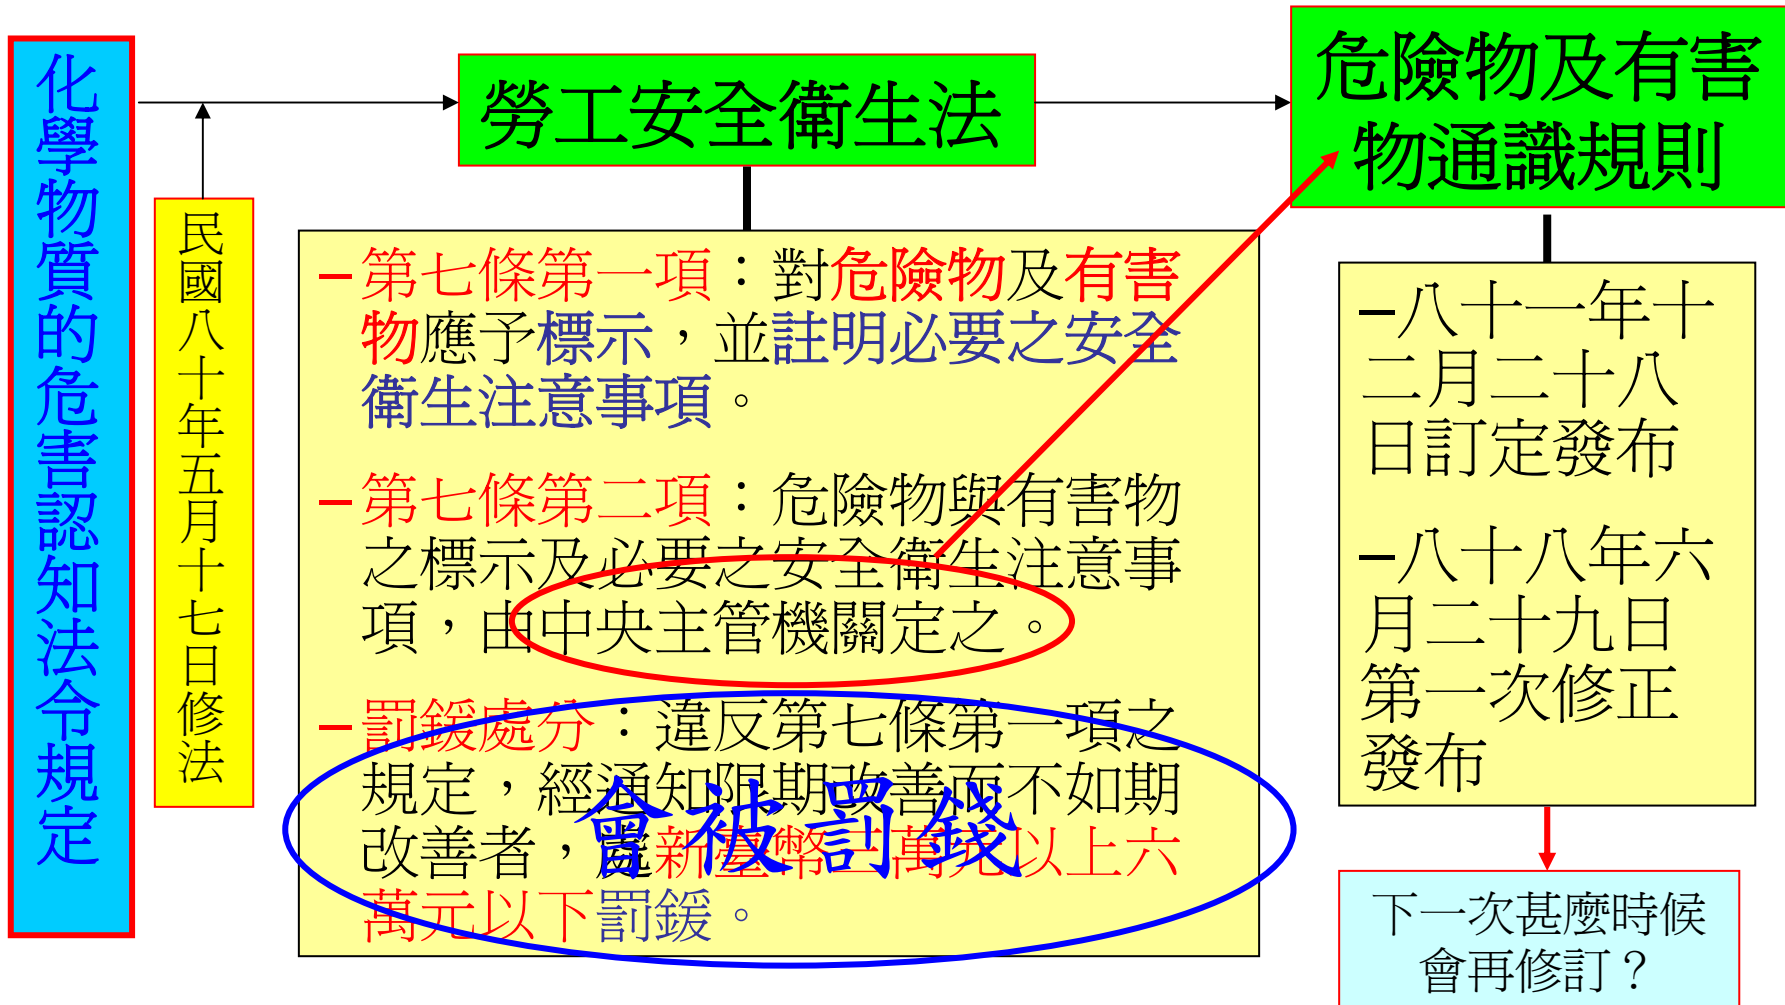 化學物質的危害認知法令規定
民國八十年五月十七日修法
勞工安全衛生法
–第七條第一項：對危險物及有害
物應予標示，並註明必要之安全
衛生注意事項。
–第七條第二項：危險物與有害物
之標示及必要之安全衛生注意事
項，由中央主管機關定之。
–罰鍰處分：違反第七條第一項之
規定，經通知限期改善而不如期
改善者，處新臺幣三萬元以上六
萬元以下罰鍰。
會被罰錢
危險物及有害
物通識規則
–八十一年十
二月二十八
日訂定發布
–八十八年六
月二十九日
第一次修正
發布
下一次甚麼時候
會再修訂？